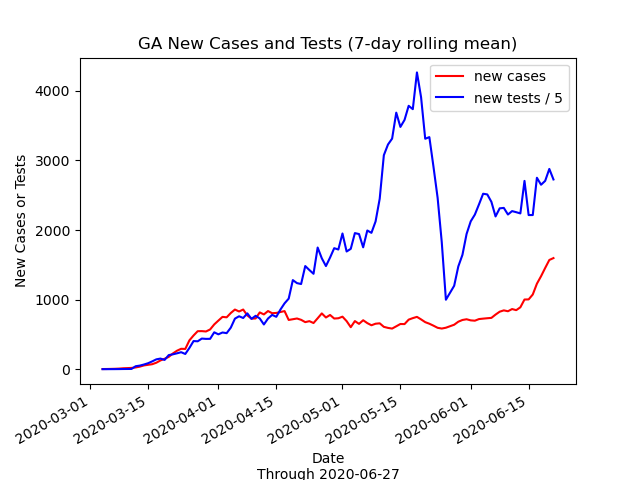 GA New Cases and Tests (7-day rolling mean)
new cases
new tests / 5
New Cases or Tests
4000
3000
2000
1000
0
2020-03-01
2020-03-15
2020-04-01
2020-04-15
2020-05-01
2020-05-15
2020-06-01
2020-06-15
Date
Through 2020-06-27